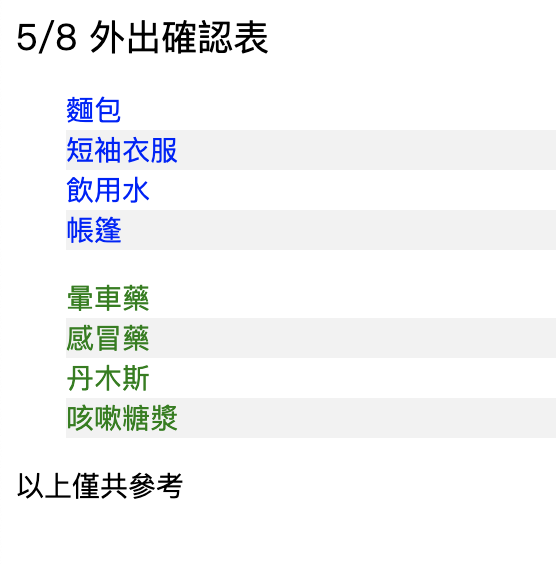 5/8 外出確認表
麵包
短袖衣服
飲用水
帳篷
暈車藥
感冒藥
丹木斯
咳嗽糖漿
以上僅共參考